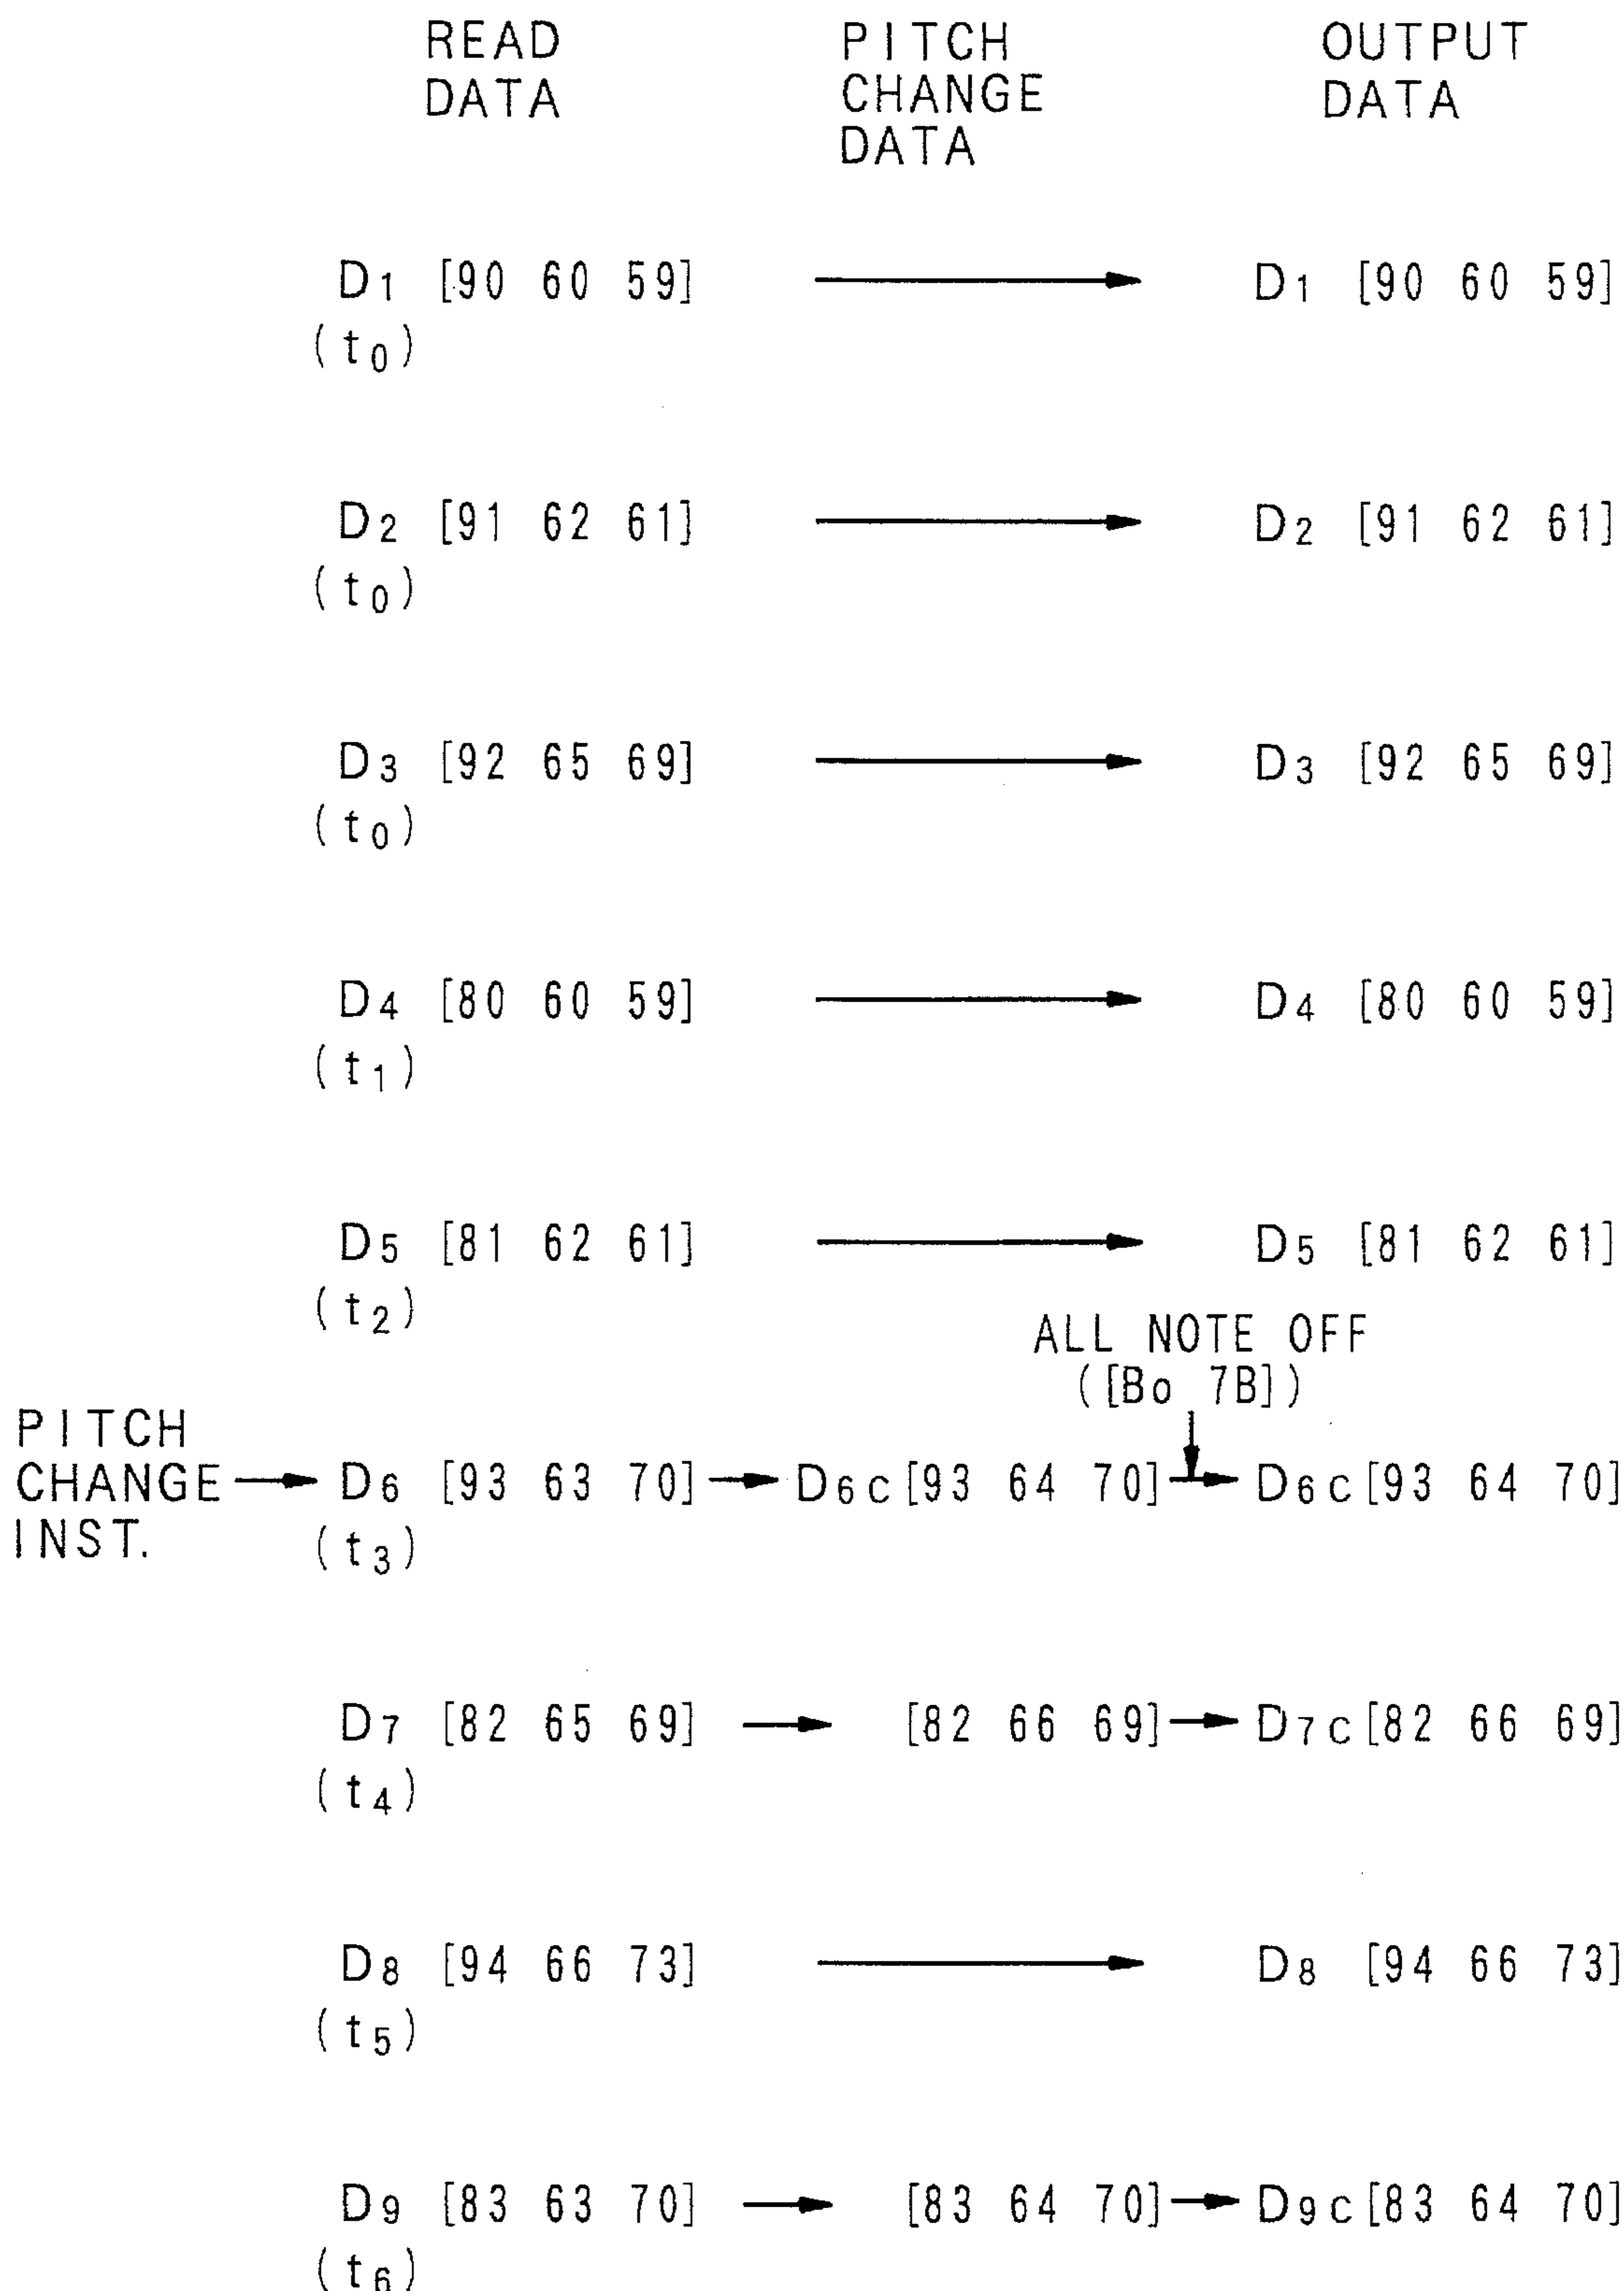 READ DATA PITCH CHANGE DATA OUTPUT DATA
D1 [90 60 59] → D1 [90 60 59]
(t0)
D2 [91 62 61] → D2 [91 62 61]
(t0)
D3 [92 65 69] → D3 [92 65 69]
(t0)
D4 [80 60 59] → D4 [80 60 59]
(t1)
D5 [81 62 61] → D5 [81 62 61]
(t2)
ALL NOTE OFF
([Bo 7B])
PITCH CHANGE INST. → D6 [93 63 70] → D6C [93 64 70] → D6C [93 64 70]
(t3)
D7 [82 65 69] → [82 66 69] → D7C [82 66 69]
(t4)
D8 [94 66 73] → D8 [94 66 73]
(t5)
D9 [83 63 70] → [83 64 70] → D9C [83 64 70]
(t6)